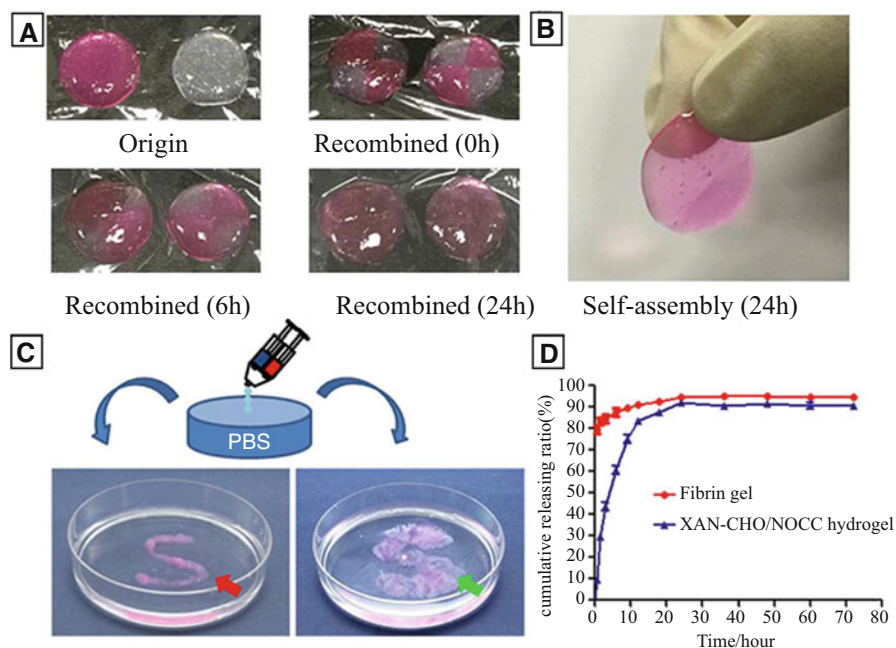 A
B
Origin
Recombined (0h)
Recombined (6h)
Recombined (24h)
Self-assembly (24h)
C
D
PBS
cumulative releasing ratio(%)
100
90
80
70
60
50
40
30
20
10
0
Fibrin gel
XAN-CHO/NOCC hydrogel
0 10 20 30 40 50 60 70 80
Time/hour